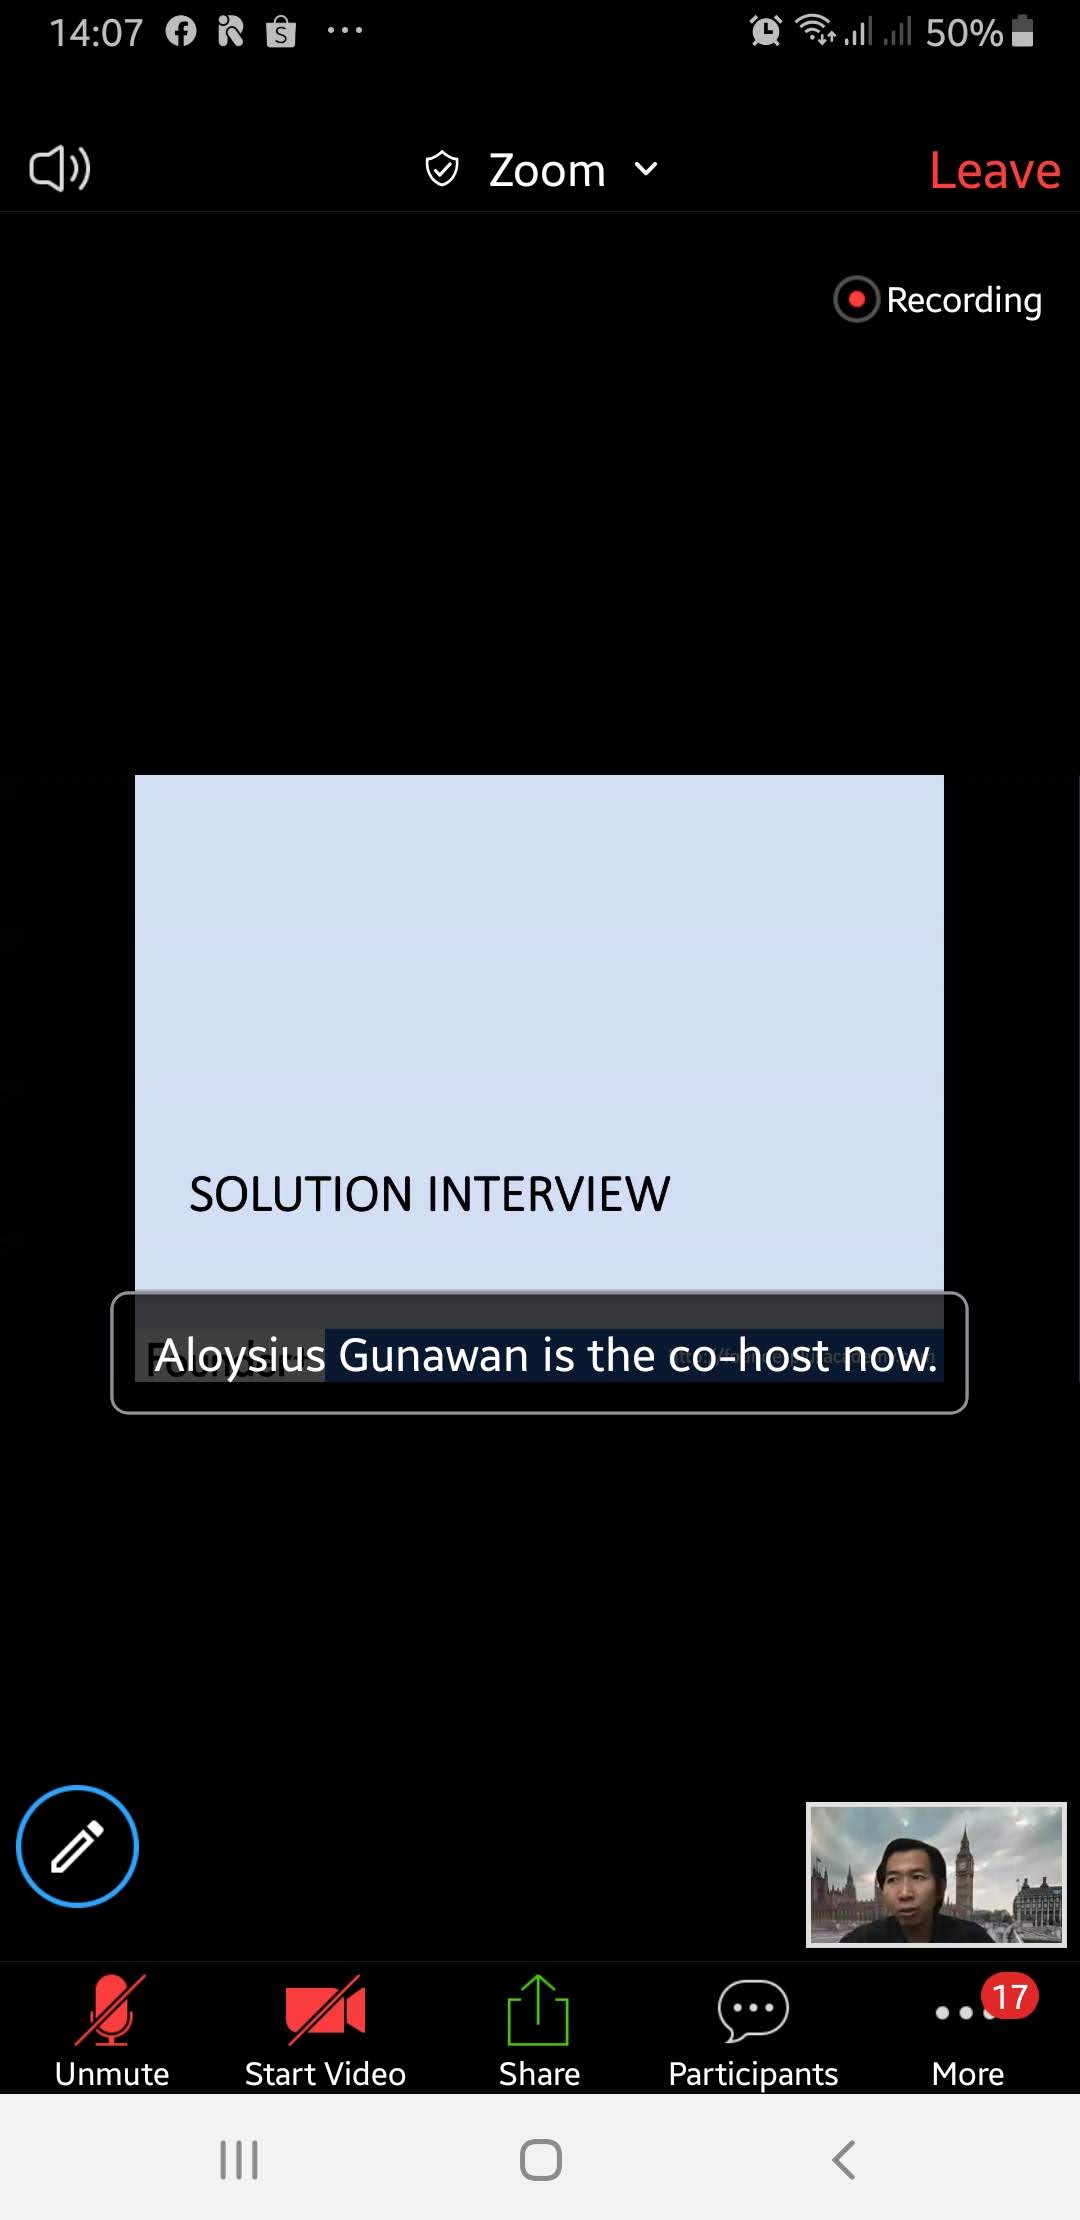 14:07
50%
Zoom
Leave
Recording
SOLUTION INTERVIEW
Aloysius Gunawan is the co-host now.
17
Unmute Start Video Share Participants More